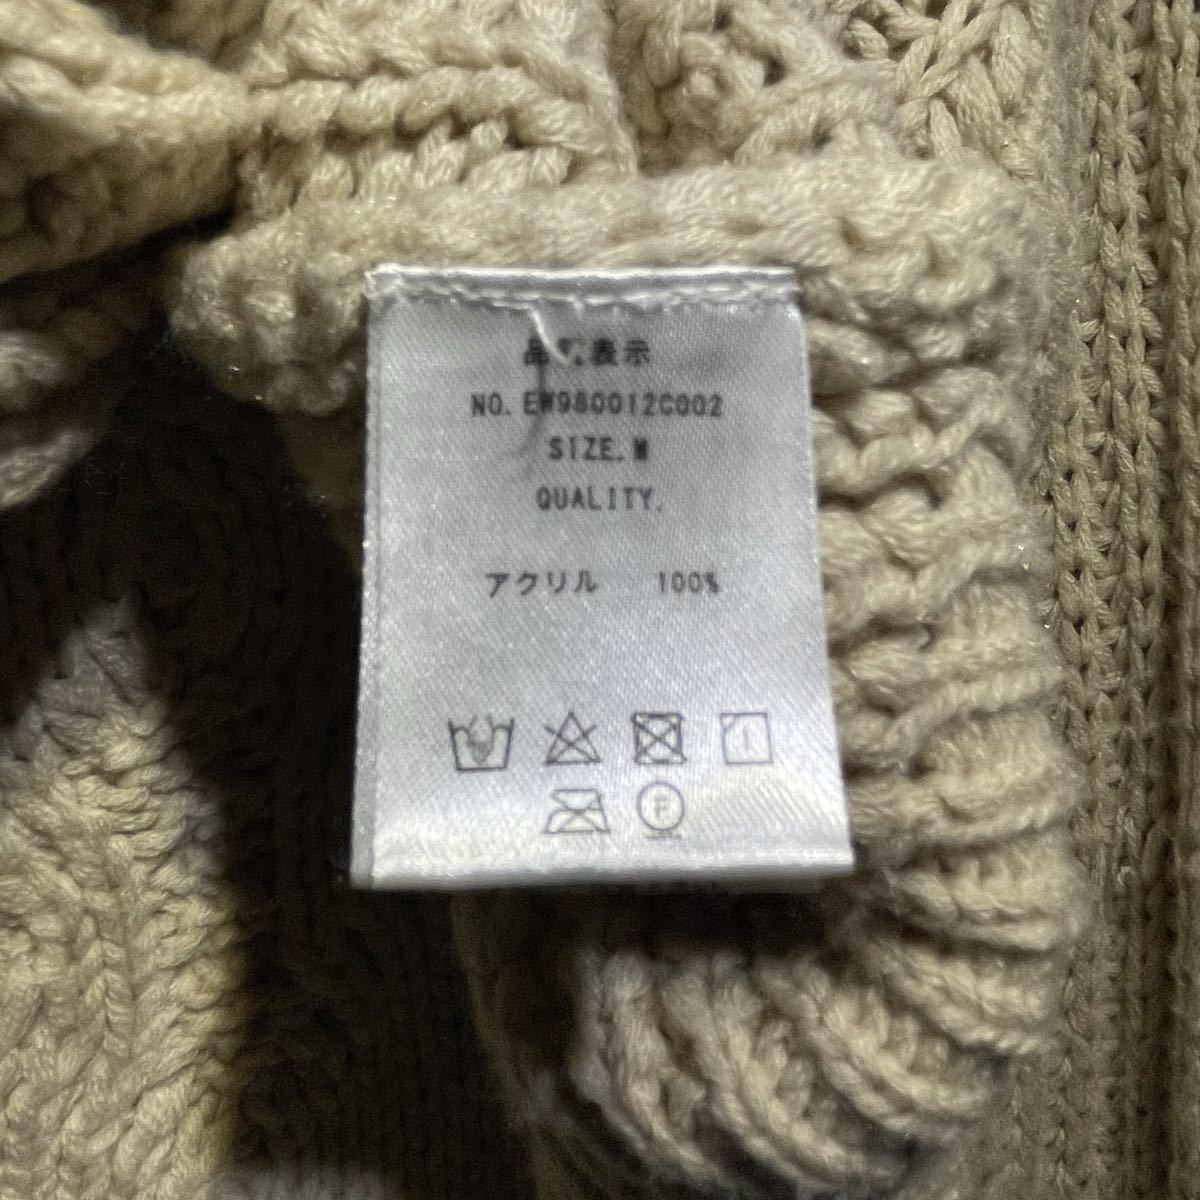 品質表示
NO. EW980012C002
SIZE. M
QUALITY.
アクリル 100%
F